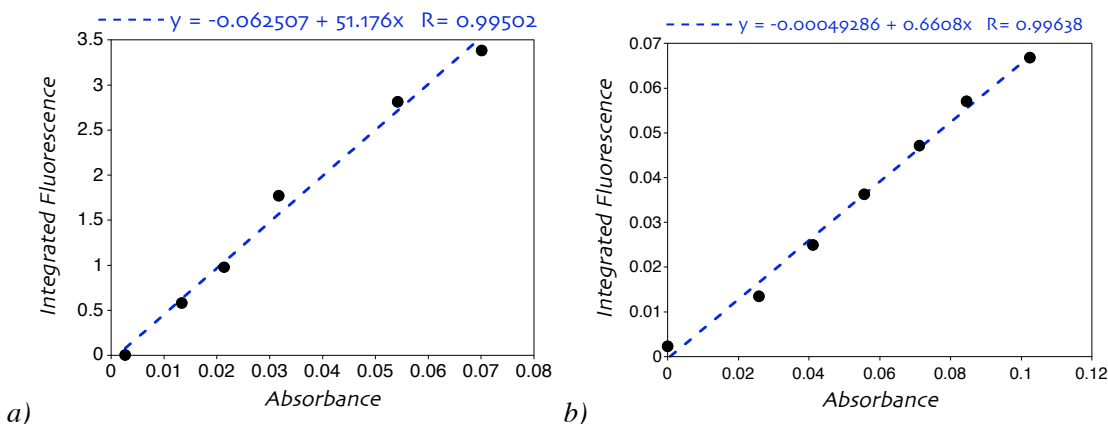 y = -0.062507 + 51.176x R= 0.99502
3.5
3
2.5
2
1.5
1
0.5
0
Integrated Fluorescence
0 0.01 0.02 0.03 0.04 0.05 0.06 0.07 0.08
Absorbance
a)
y = -0.00049286 + 0.6608x R= 0.99638
0.07
0.06
0.05
0.04
0.03
0.02
0.01
0
Integrated Fluorescence
0 0.02 0.04 0.06 0.08 0.1 0.12
Absorbance
b)